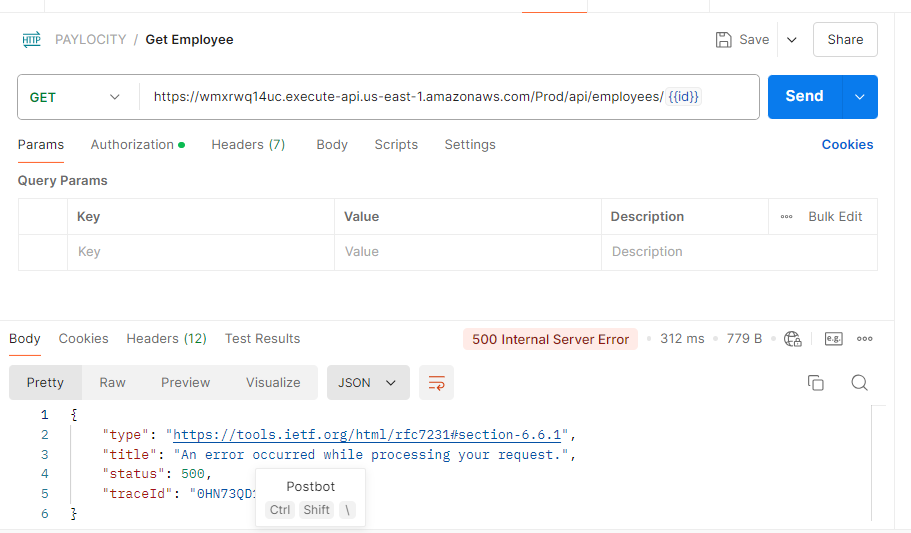 HTTP PAYLOCITY / Get Employee Save Share
GET https://wmxrwq14uc.execute-api.us-east-1.amazonaws.com/Prod/api/employees/{{id}} Send
Params Authorization Headers (7) Body Scripts Settings Cookies
Query Params
Key Value Description Bulk Edit
Key Value Description
Body Cookies Headers (12) Test Results 500 Internal Server Error 312 ms 779 B e.g.
Pretty Raw Preview Visualize JSON
1 {
2 "type": "https://tools.ietf.org/html/rfc7231#section-6.6.1",
3 "title": "An error occurred while processing your request.",
4 "status": 500,
5 "traceId": "0HN73QD
6 }
Postbot
Ctrl Shift \